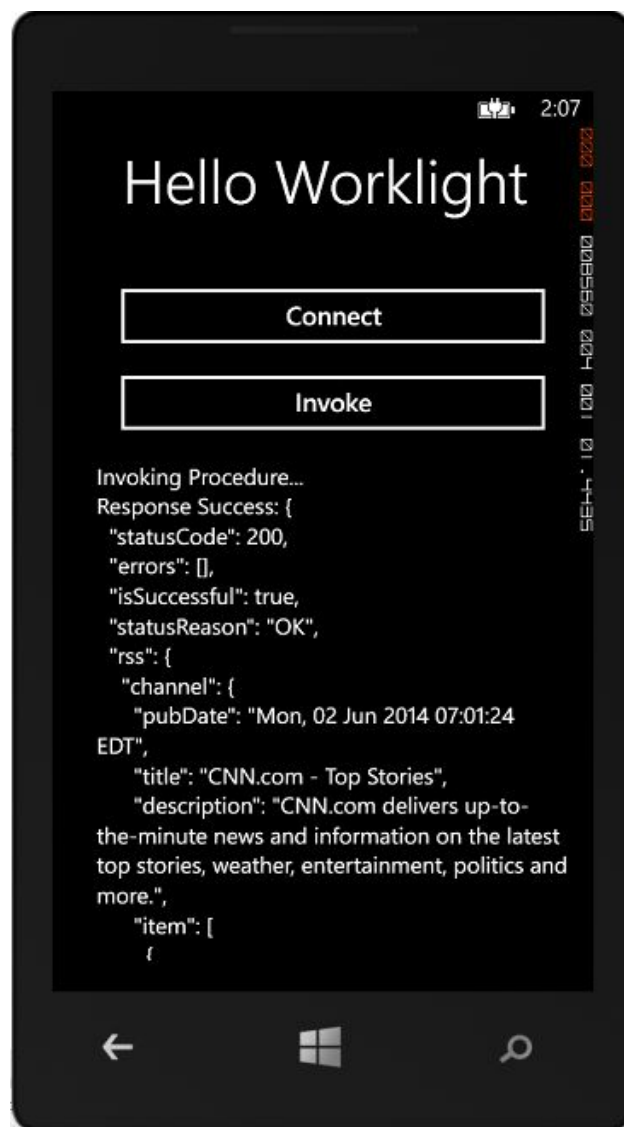 2:07
Hello Worklight
Connect
Invoke
Invoking Procedure...
Response Success: {
"statusCode": 200,
"errors": [],
"isSuccessful": true,
"statusReason": "OK",
"rss": {
"channel": {
"pubDate": "Mon, 02 Jun 2014 07:01:24
EDT",
"title": "CNN.com - Top Stories",
"description": "CNN.com delivers up-to-
the-minute news and information on the latest
top stories, weather, entertainment, politics and
more.",
"item": [
{
000 000